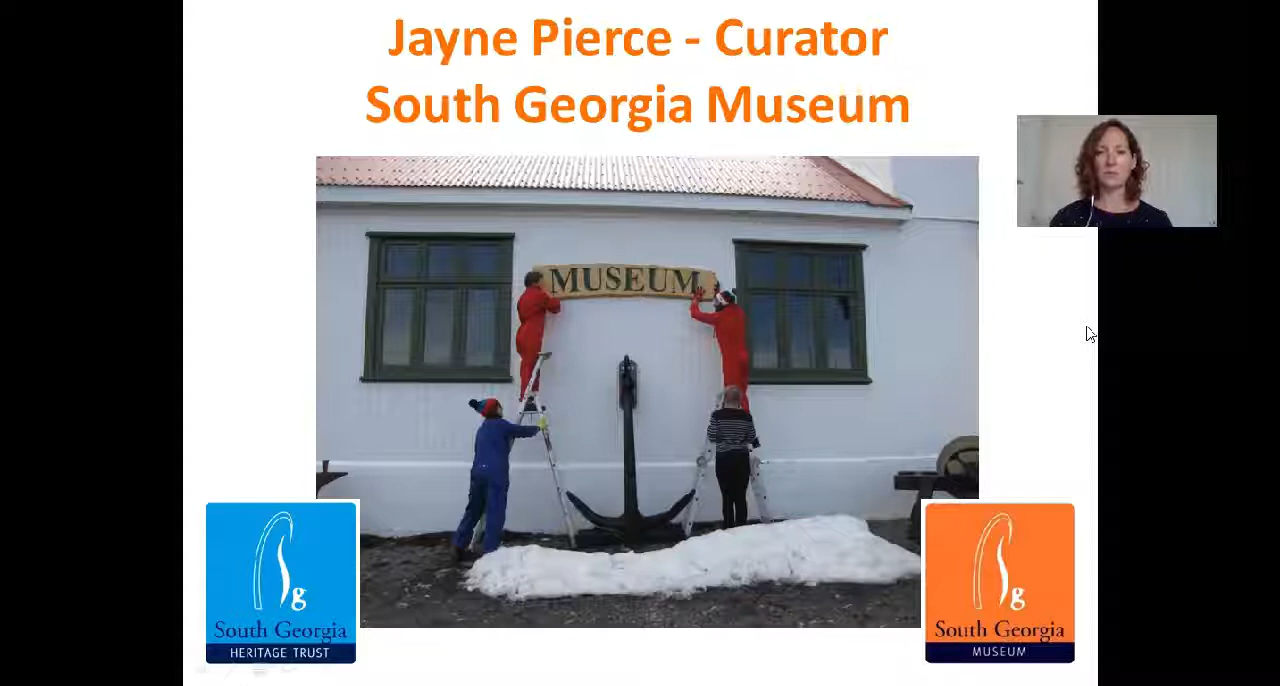 Jayne Pierce - Curator
South Georgia Museum
MUSEUM
Sg
South Georgia
HERITAGE TRUST
Sg
South Georgia
MUSEUM